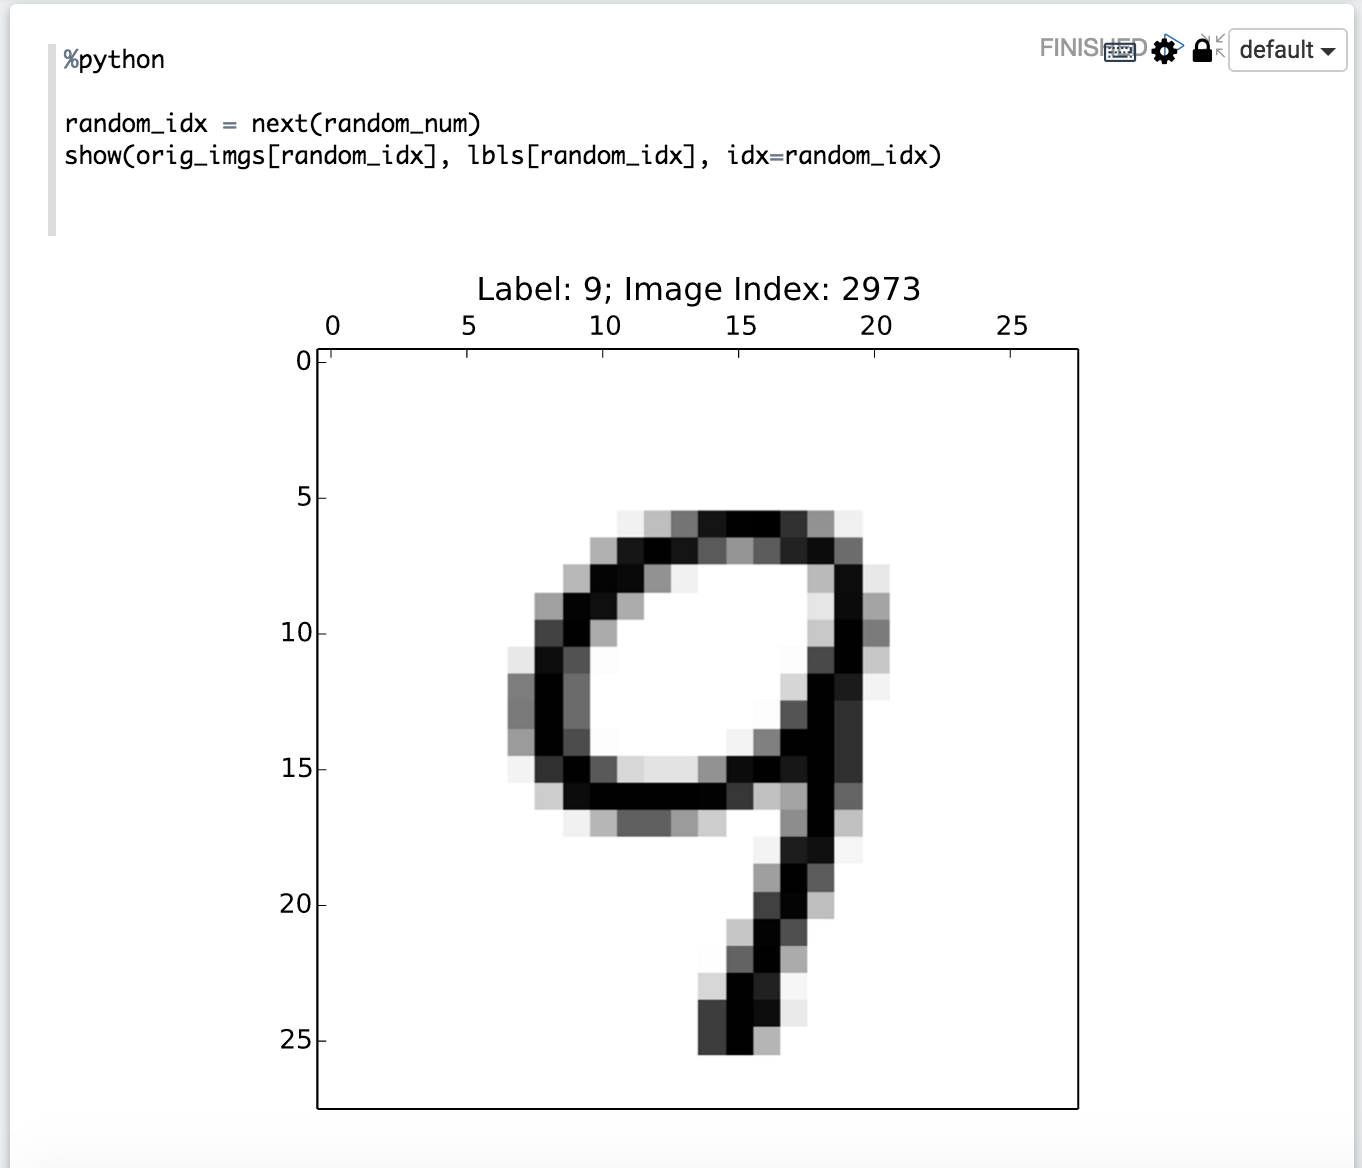 %python
FINISHED
default
random_idx = next(random_num)
show(orig_imgs[random_idx], lbls[random_idx], idx=random_idx)
Label: 9; Image Index: 2973
0 5 10 15 20 25
0
5
10
15
20
25
9